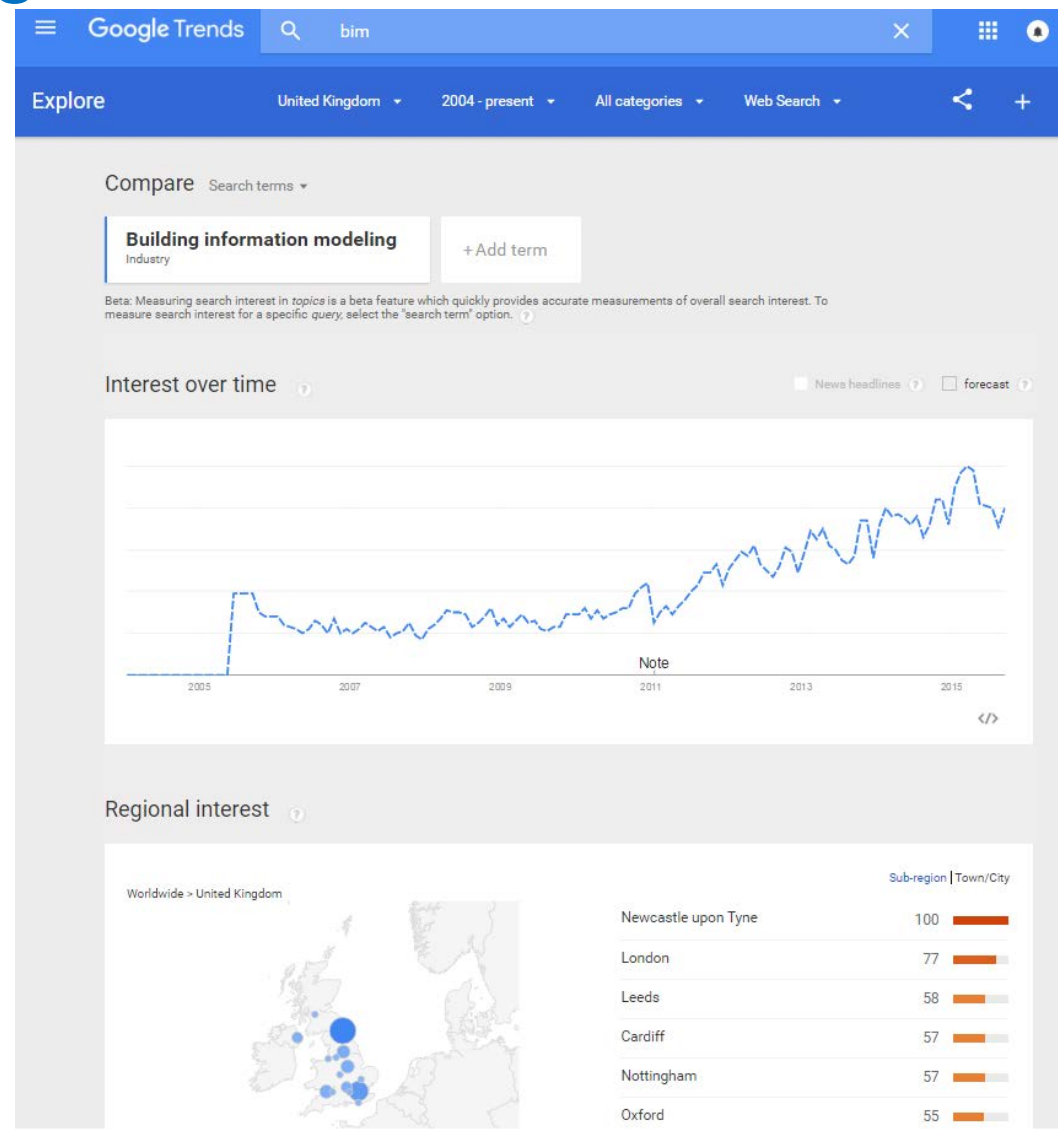 Google Trends bim
Explore United Kingdom 2004 - present All categories Web Search
Compare Search terms
Building information modeling
Industry
+Add term
Beta: Measuring search interest in topics is a beta feature which quickly provides accurate measurements of overall search interest. To
measure search interest for a specific query, select the "search term" option. ?
Interest over time ?
News headlines ? forecast ?
Note
2005 2007 2009 2011 2013 2015
</>
Regional interest ?
Sub-region | Town/City
Worldwide > United Kingdom
Newcastle upon Tyne 100
London 77
Leeds 58
Cardiff 57
Nottingham 57
Oxford 55